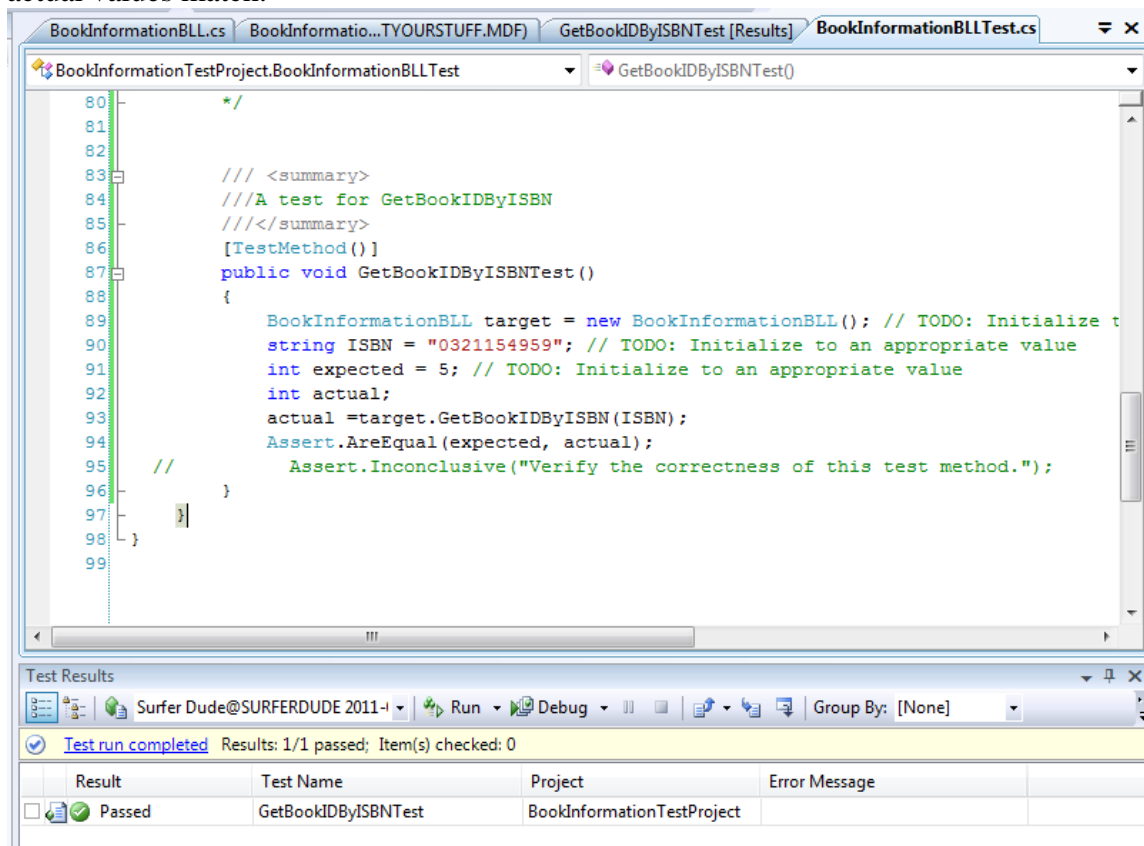 actual values match.
BookInformationBLL.cs BookInformatio...TYOURSTUFF.MDF) GetBookIDByISBNTest [Results] BookInformationBLLTest.cs
BookInformationTestProject.BookInformationBLLTest GetBookIDByISBNTest()
80 */
81
82
83 /// <summary>
84 ///A test for GetBookIDByISBN
85 ///</summary>
86 [TestMethod()]
87 public void GetBookIDByISBNTest()
88 {
89 BookInformationBLL target = new BookInformationBLL(); // TODO: Initialize t
90 string ISBN = "0321154959"; // TODO: Initialize to an appropriate value
91 int expected = 5; // TODO: Initialize to an appropriate value
92 int actual;
93 actual =target.GetBookIDByISBN(ISBN);
94 Assert.AreEqual(expected, actual);
95 // Assert.Inconclusive("Verify the correctness of this test method.");
96 }
97 }
98 }
99
Test Results
Surfer Dude@SURFERDUDE 2011-( Run Debug Group By: [None]
Test run completed Results: 1/1 passed; Item(s) checked: 0
Result Test Name Project Error Message
Passed GetBookIDByISBNTest BookInformationTestProject